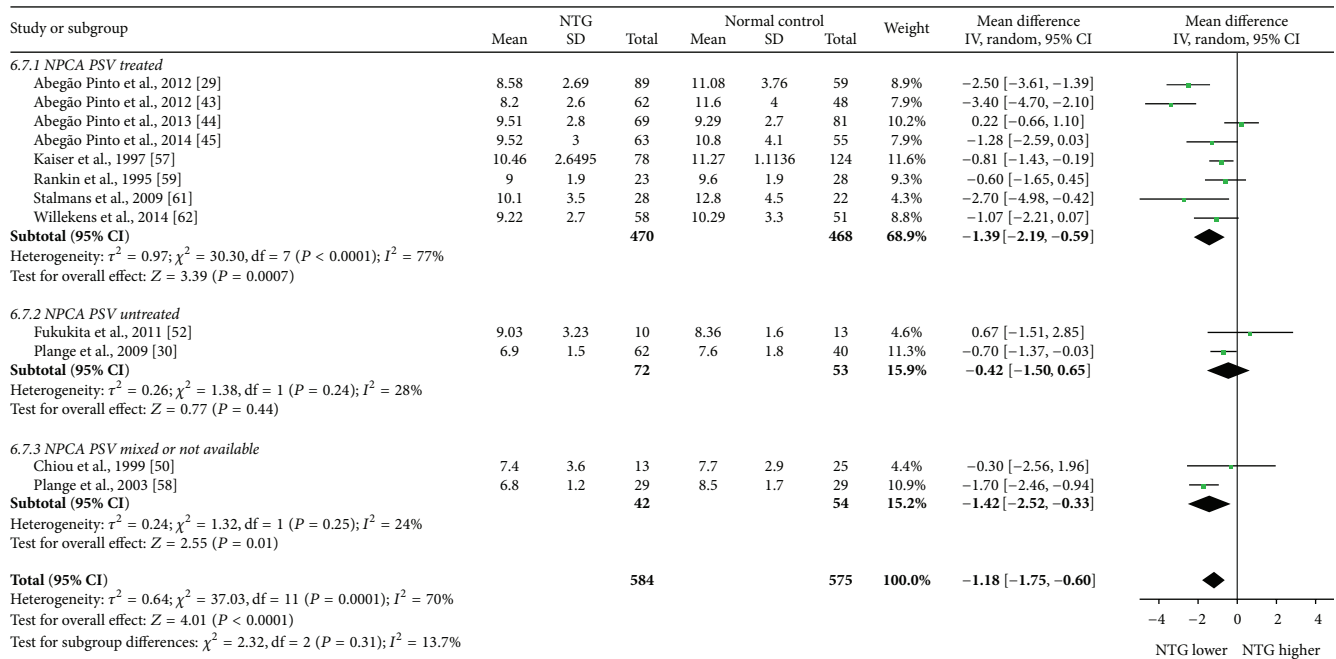 Study or subgroup NTG Normal control Weight Mean difference Mean difference
Mean SD Total Mean SD Total IV, random, 95% CI IV, random, 95% CI
6.7.1 NPCA PSV treated
Abegão Pinto et al., 2012 [29] 8.58 2.69 89 11.08 3.76 59 8.9% −2.50 [−3.61, −1.39]
Abegão Pinto et al., 2012 [43] 8.2 2.6 62 11.6 4 48 7.9% −3.40 [−4.70, −2.10]
Abegão Pinto et al., 2013 [44] 9.51 2.8 69 9.29 2.7 81 10.2% 0.22 [−0.66, 1.10]
Abegão Pinto et al., 2014 [45] 9.52 3 63 10.8 4.1 55 7.9% −1.28 [−2.59, 0.03]
Kaiser et al., 1997 [57] 10.46 2.6495 78 11.27 1.1136 124 11.6% −0.81 [−1.43, −0.19]
Rankin et al., 1995 [59] 9 1.9 23 9.6 1.9 28 9.3% −0.60 [−1.65, 0.45]
Stalmans et al., 2009 [61] 10.1 3.5 28 12.8 4.5 22 4.3% −2.70 [−4.98, −0.42]
Willekens et al., 2014 [62] 9.22 2.7 58 10.29 3.3 51 8.8% −1.07 [−2.21, 0.07]
Subtotal (95% CI) 470 468 68.9% −1.39 [−2.19, −0.59]
Heterogeneity: τ² = 0.97; χ² = 30.30, df = 7 (P < 0.0001); I² = 77%
Test for overall effect: Z = 3.39 (P = 0.0007)
6.7.2 NPCA PSV untreated
Fukukita et al., 2011 [52] 9.03 3.23 10 8.36 1.6 13 4.6% 0.67 [−1.51, 2.85]
Plange et al., 2009 [30] 6.9 1.5 62 7.6 1.8 40 11.3% −0.70 [−1.37, −0.03]
Subtotal (95% CI) 72 53 15.9% −0.42 [−1.50, 0.65]
Heterogeneity: τ² = 0.26; χ² = 1.38, df = 1 (P = 0.24); I² = 28%
Test for overall effect: Z = 0.77 (P = 0.44)
6.7.3 NPCA PSV mixed or not available
Chiou et al., 1999 [50] 7.4 3.6 13 7.7 2.9 25 4.4% −0.30 [−2.56, 1.96]
Plange et al., 2003 [58] 6.8 1.2 29 8.5 1.7 29 10.9% −1.70 [−2.46, −0.94]
Subtotal (95% CI) 42 54 15.2% −1.42 [−2.52, −0.33]
Heterogeneity: τ² = 0.24; χ² = 1.32, df = 1 (P = 0.25); I² = 24%
Test for overall effect: Z = 2.55 (P = 0.01)
Total (95% CI) 584 575 100.0% −1.18 [−1.75, −0.60]
Heterogeneity: τ² = 0.64; χ² = 37.03, df = 11 (P = 0.0001); I² = 70%
Test for overall effect: Z = 4.01 (P < 0.0001)
Test for subgroup differences: χ² = 2.32, df = 2 (P = 0.31); I² = 13.7%
−4 −2 0 2 4
NTG lower NTG higher